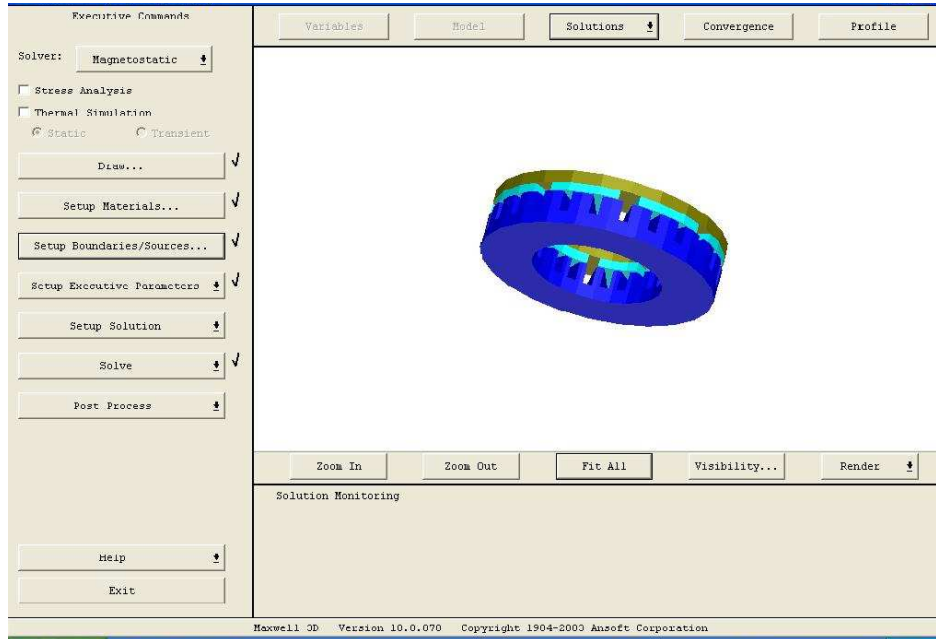 Executive Commands
Solver: Magnetostatic
Stress Analysis
Thermal Simulation
Static Transient
Draw...
Setup Materials...
Setup Boundaries/Sources...
Setup Executive Parameters
Setup Solution
Solve
Post Process
Help
Exit
Variables Model Solutions Convergence Profile
Zoom In Zoom Out Fit All Visibility... Render
Solution Monitoring
Maxwell 3D Version 10.0.070 Copyright 1984-2003 Ansoft Corporation